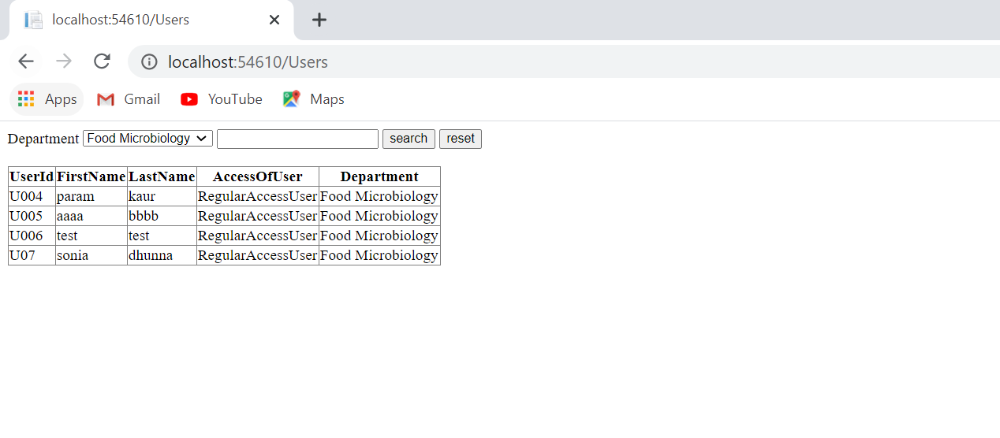 localhost:54610/Users
localhost:54610/Users
Apps Gmail YouTube Maps
Department Food Microbiology search reset
UserId FirstName LastName AccessOfUser Department
U004 param kaur RegularAccessUser Food Microbiology
U005 aaaa bbbb RegularAccessUser Food Microbiology
U006 test test RegularAccessUser Food Microbiology
U07 sonia dhunna RegularAccessUser Food Microbiology